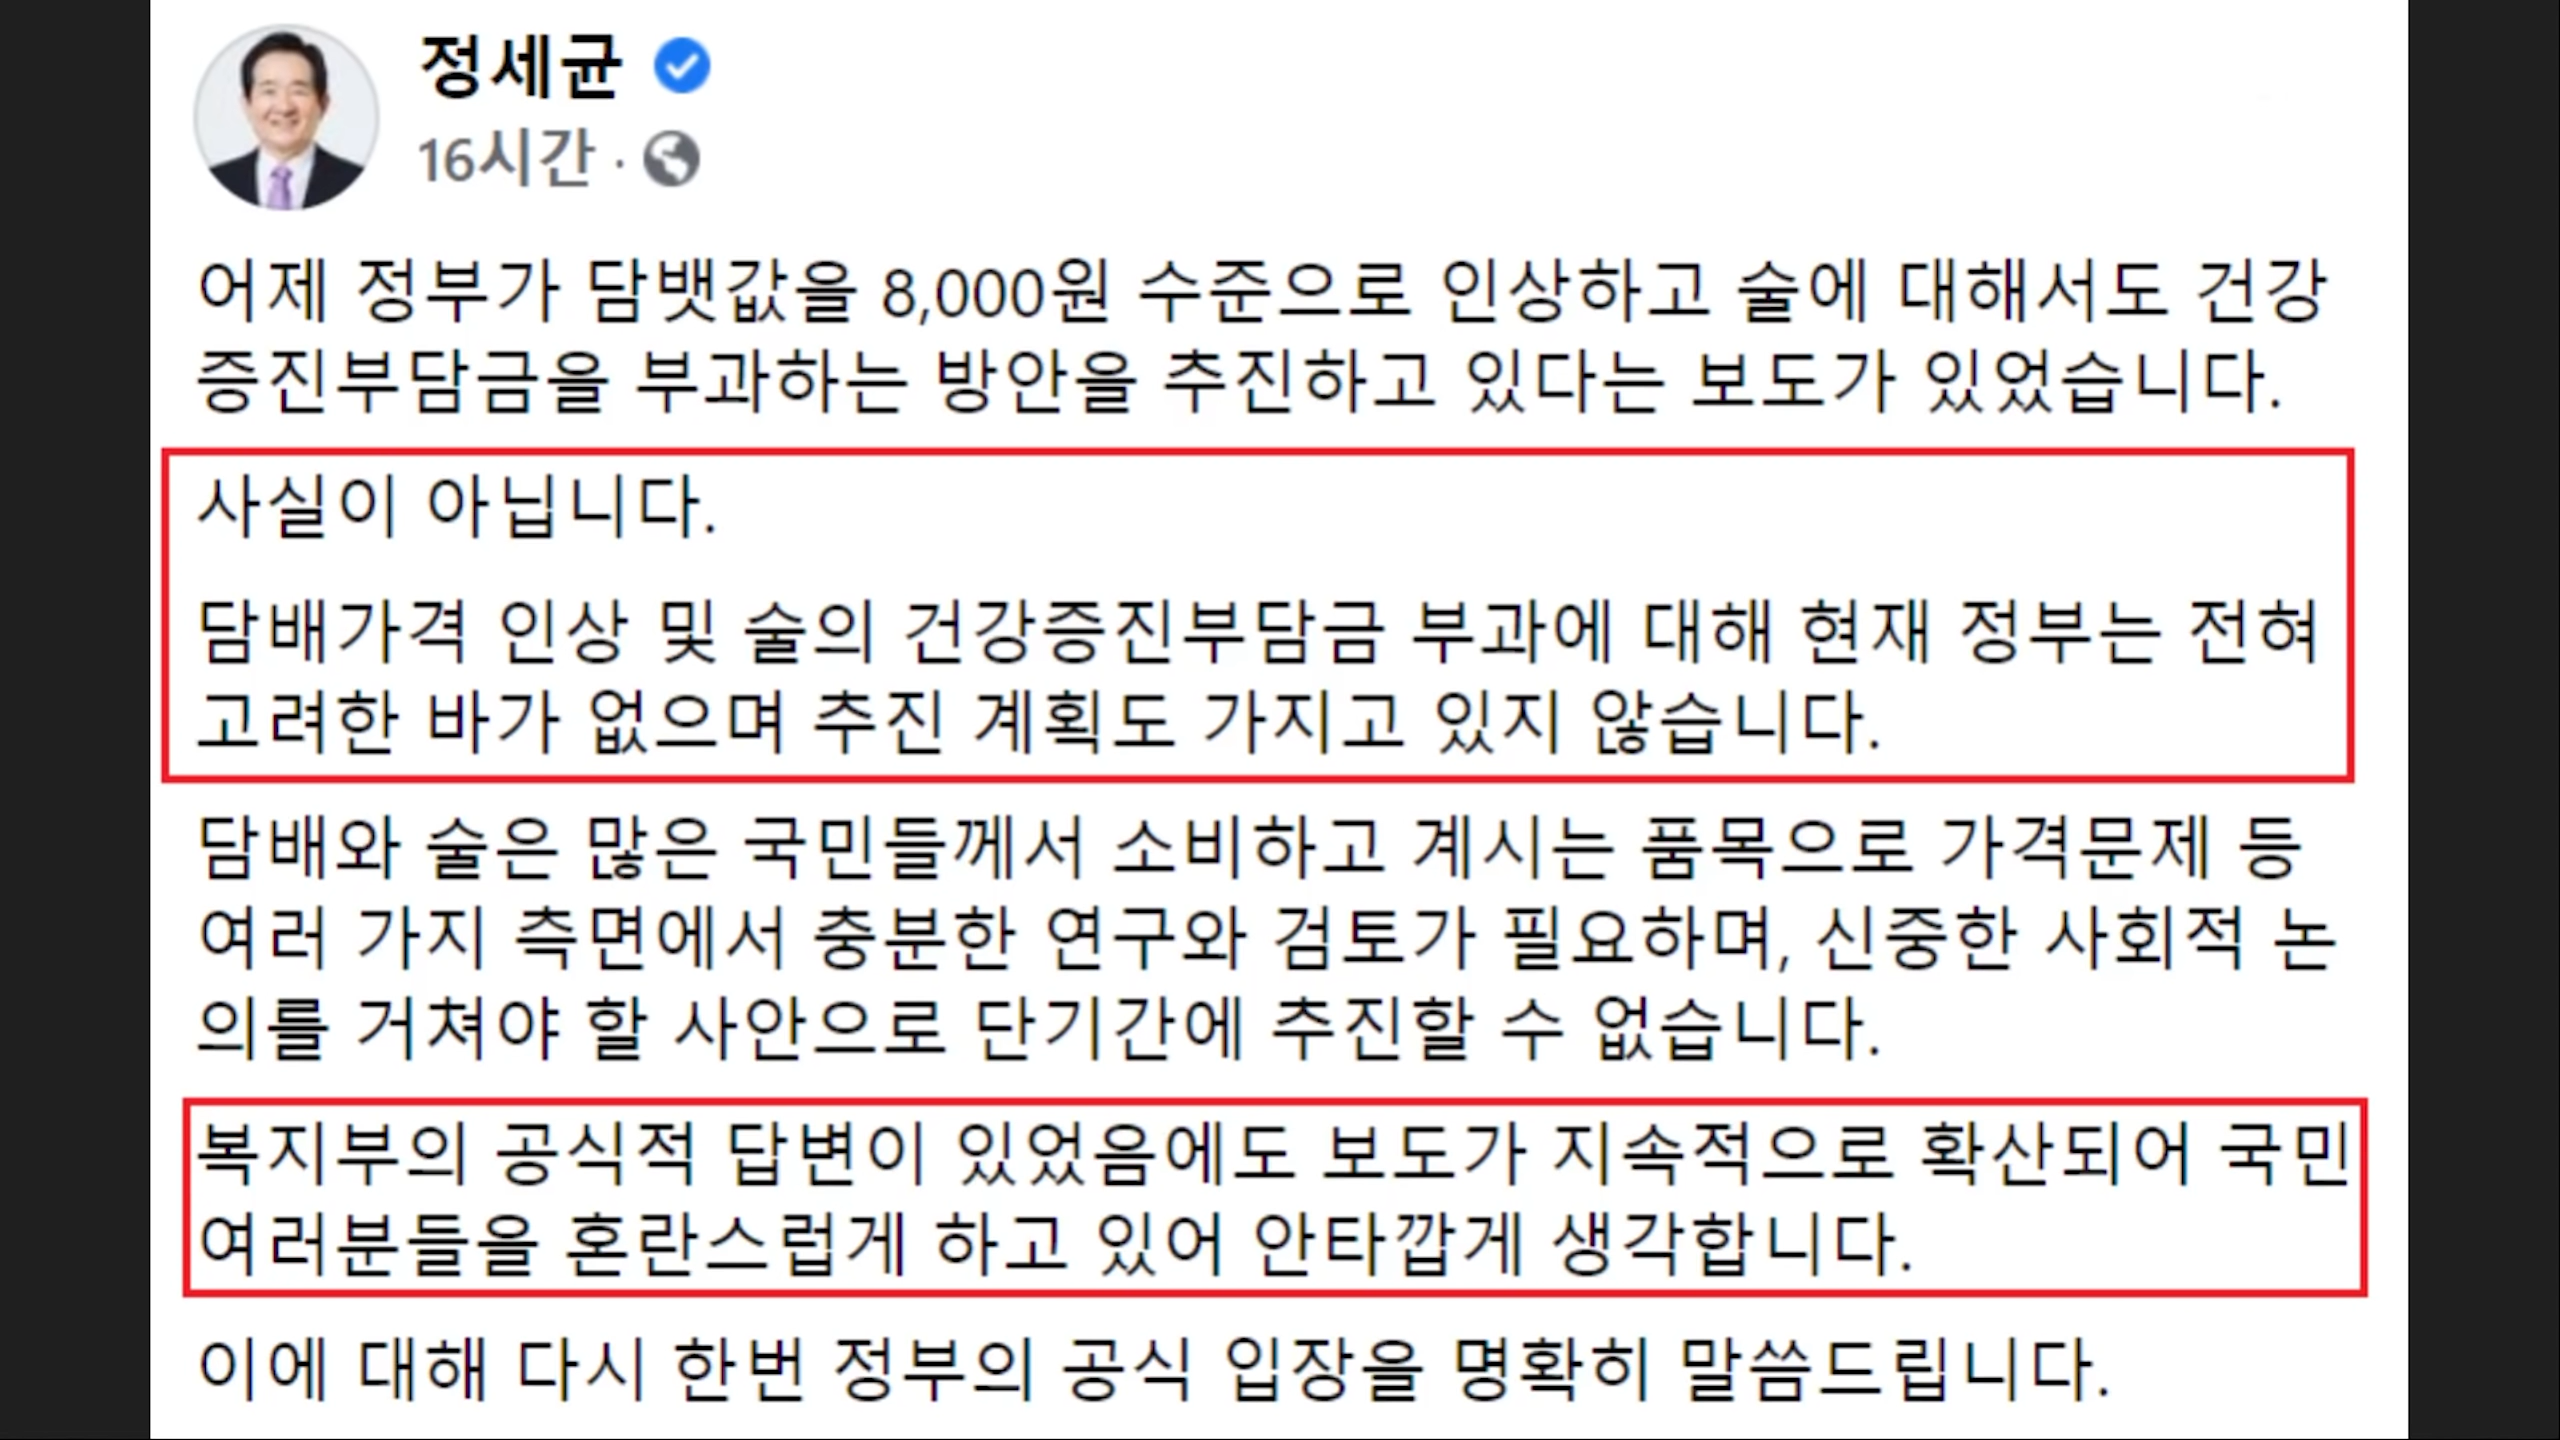 정세균
16시간 ·
어제 정부가 담뱃값을 8,000원 수준으로 인상하고 술에 대해서도 건강
증진부담금을 부과하는 방안을 추진하고 있다는 보도가 있었습니다.
사실이 아닙니다.
담배가격 인상 및 술의 건강증진부담금 부과에 대해 현재 정부는 전혀
고려한 바가 없으며 추진 계획도 가지고 있지 않습니다.
담배와 술은 많은 국민들께서 소비하고 계시는 품목으로 가격문제 등
여러 가지 측면에서 충분한 연구와 검토가 필요하며, 신중한 사회적 논
의를 거쳐야 할 사안으로 단기간에 추진할 수 없습니다.
복지부의 공식적 답변이 있었음에도 보도가 지속적으로 확산되어 국민
여러분들을 혼란스럽게 하고 있어 안타깝게 생각합니다.
이에 대해 다시 한번 정부의 공식 입장을 명확히 말씀드립니다.